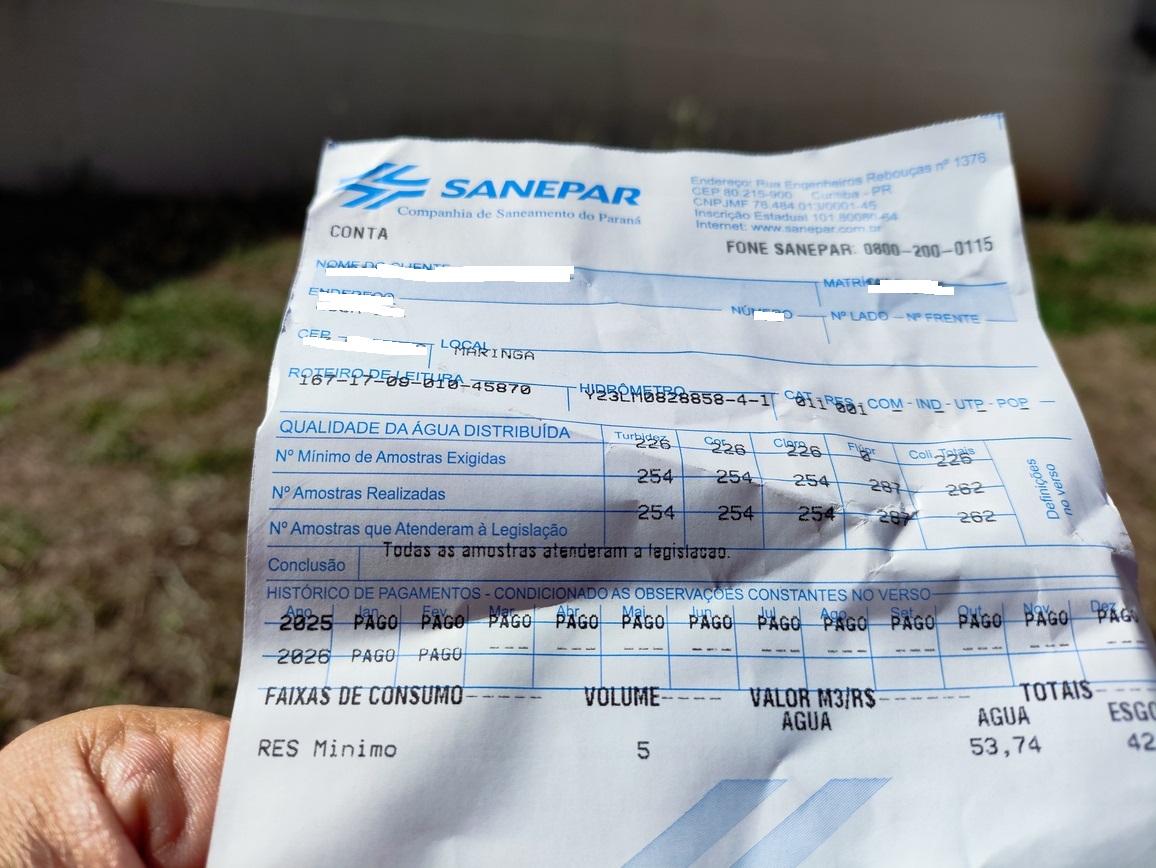 SANEPAR
Companhia de Saneamento do Paraná
Endereço: Rua Engenheiros Rebouças nº 1376
CEP 80.215-900 Curitiba - PR
CNPJMF 76.484.013/0001-45
Inscrição Estadual 101.80080-64
Internet: www.sanepar.com.br
CONTA
FONE SANEPAR: 0800-200-0115
NOME DO CLIENTE
ENDEREÇO
NÚMERO Nº LADO - Nº FRENTE
CEP LOCAL
MARINGA
ROTEIRO DE LEITURA HIDRÔMETRO CAT RES - COM - IND - UTP - POP
167-17-09-010-45870 Y23LM0828858-4-1 011 001
QUALIDADE DA ÁGUA DISTRIBUÍDA Turbidez Cor Cloro Flúor Coli.Totais
Nº Mínimo de Amostras Exigidas 226 226 226 0 226
Nº Amostras Realizadas 254 254 254 287 262
Nº Amostras que Atenderam à Legislação 254 254 254 287 262
Definições no verso
Conclusão Todas as amostras atenderam a legislacao.
HISTÓRICO DE PAGAMENTOS - CONDICIONADO AS OBSERVAÇÕES CONSTANTES NO VERSO
Ano Jan Fev Mar Abr Mai Jun Jul Ago Set Out Nov Dez
2025 PAGO PAGO PAGO PAGO PAGO PAGO PAGO PAGO PAGO PAGO PAGO PAGO
2026 PAGO PAGO --- --- --- --- --- --- --- --- --- ---
FAIXAS DE CONSUMO----- VOLUME---- VALOR M3/R$-------- TOTAIS--
AGUA AGUA ESGO
RES Minimo 5 53,74 42